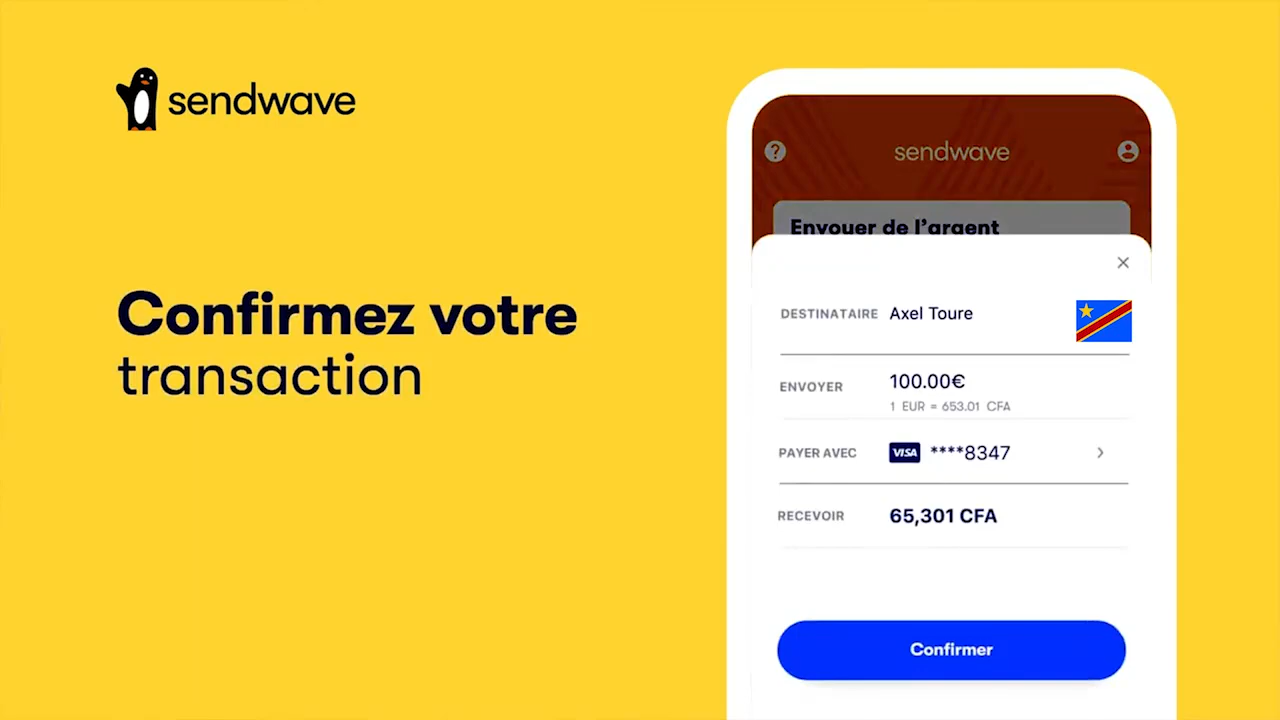 sendwave
Confirmez votre
transaction
?
sendwave
Envoyer de l'argent
DESTINATAIRE Axel Toure
ENVOYER 100.00€
1 EUR = 653.01 CFA
PAYER AVEC VISA ****8347
RECEVOIR 65,301 CFA
Confirmer